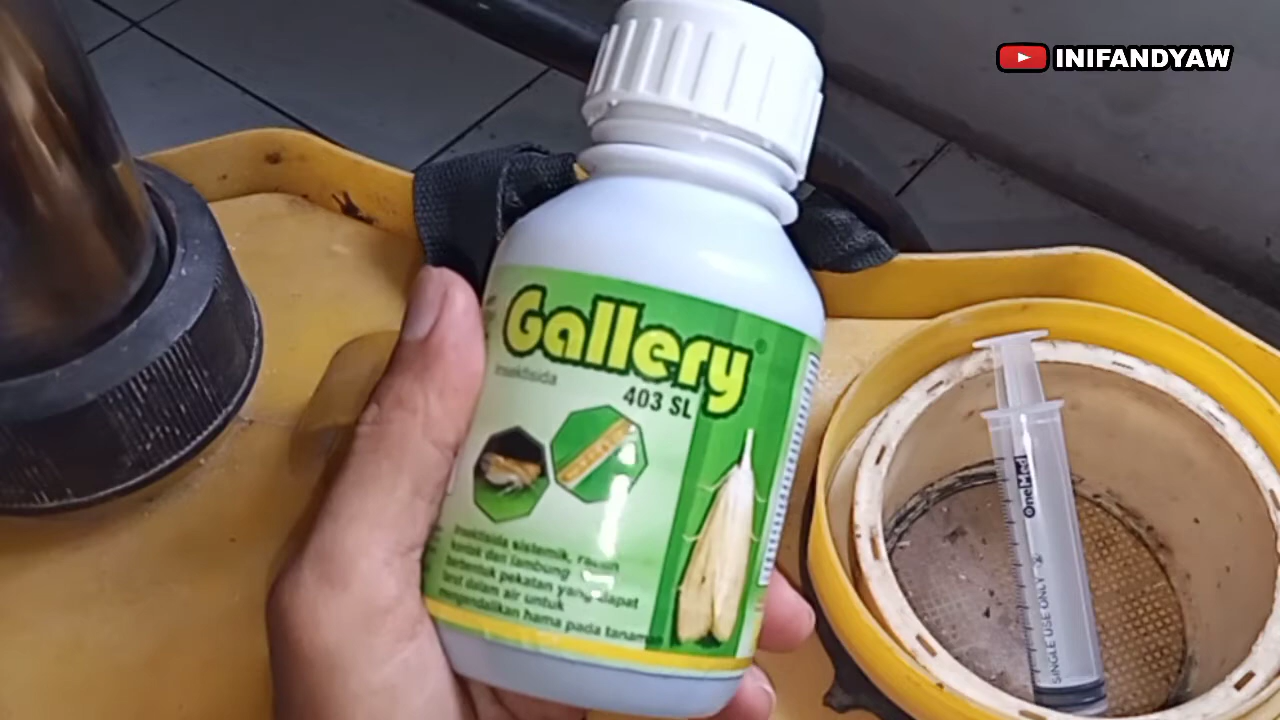 INIFANDYAW
Gallery®
Insektisida
403 SL
Insektisida sistemik, racun
kontak dan lambung
berbentuk pekatan yang dapat
larut dalam air untuk
mengendalikan hama pada tanaman
OneMed
SINGLE USE ONLY